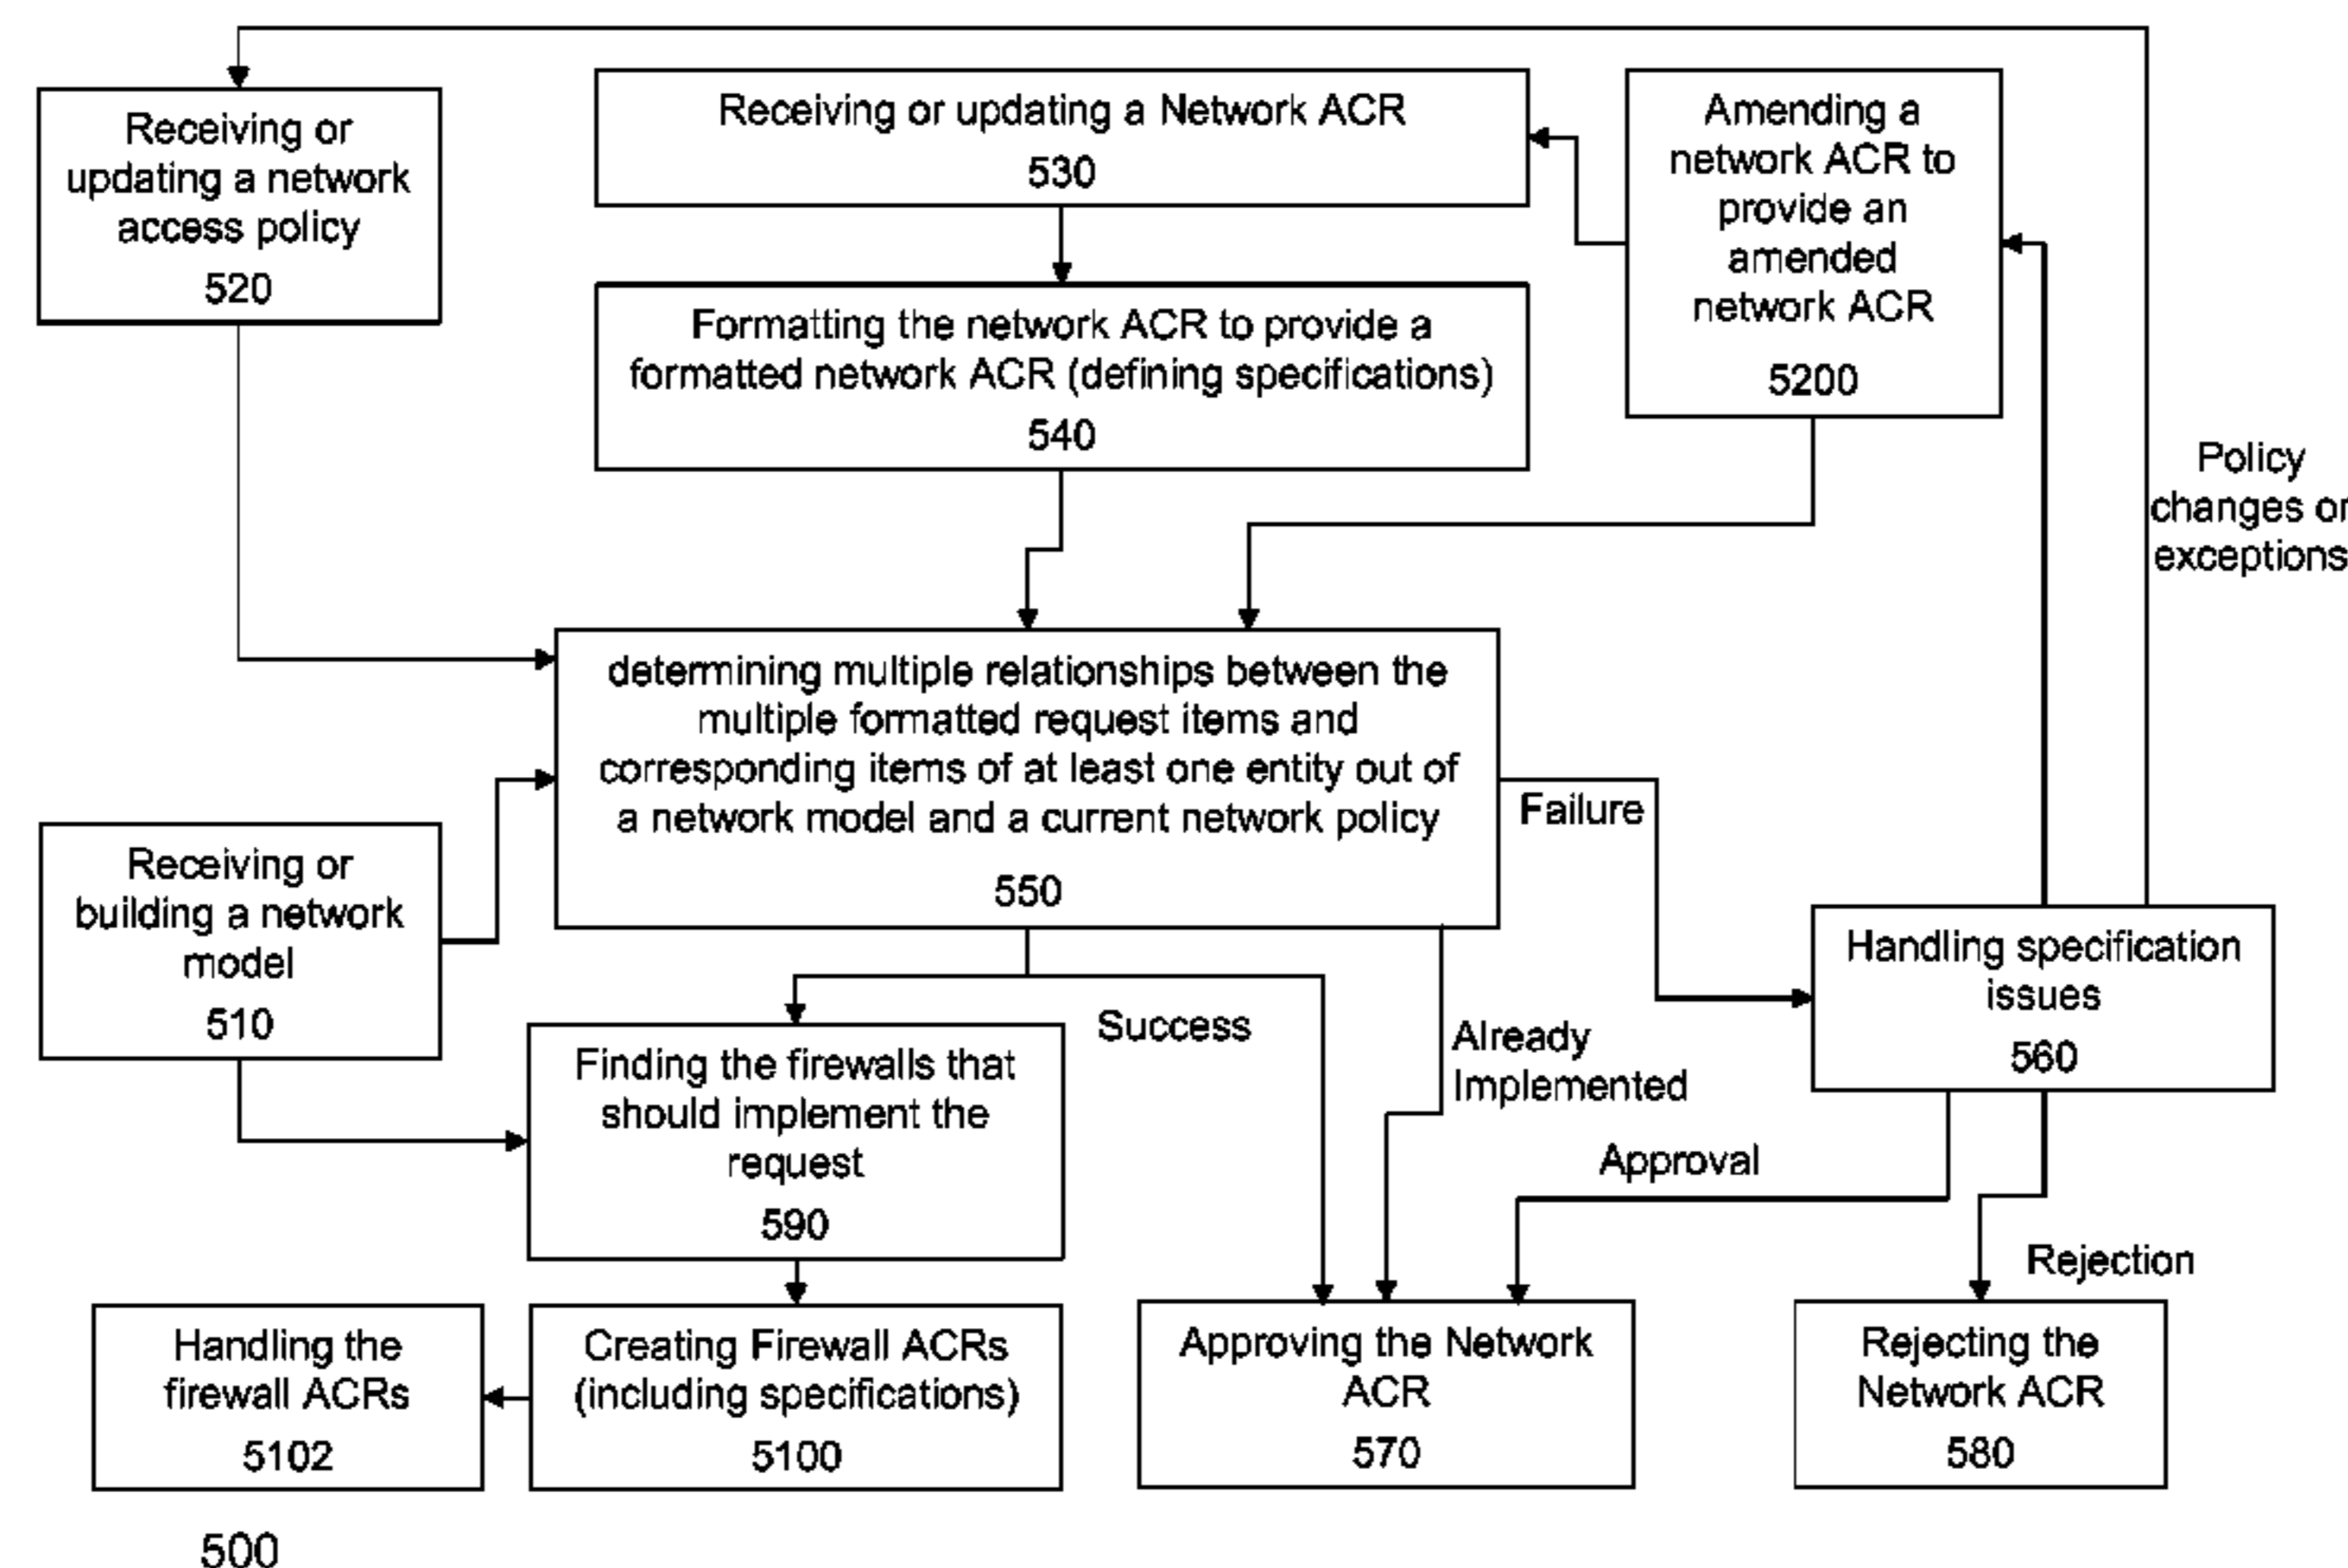 Receiving or
updating a network
access policy
520
Receiving or updating a Network ACR
530
Amending a
network ACR to
provide an
amended
network ACR
5200
Formatting the network ACR to provide a
formatted network ACR (defining specifications)
540
Policy
changes or
exceptions
determining multiple relationships between the
multiple formatted request items and
corresponding items of at least one entity out of
a network model and a current network policy
550
Failure
Receiving or
building a network
model
510
Handling specification
issues
560
Success
Already
Implemented
Finding the firewalls that
should implement the
request
590
Approval
Rejection
Handling the
firewall ACRs
5102
Creating Firewall ACRs
(including specifications)
5100
Approving the Network
ACR
570
Rejecting the
Network ACR
580
500